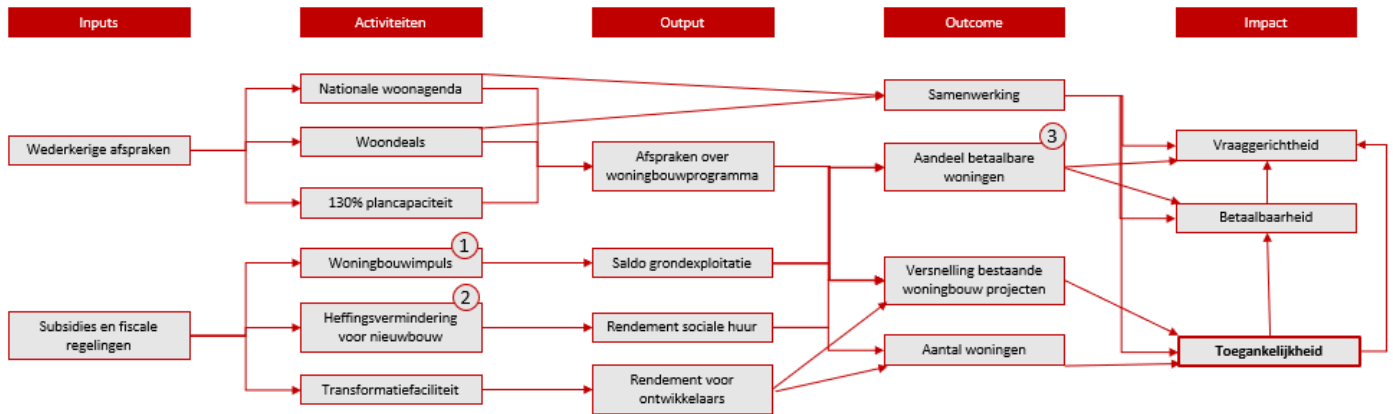 Inputs
Activiteiten
Output
Outcome
Impact
Nationale woonagenda
Samenwerking
Wederkerige afspraken
Woondeals
Afspraken over
woningbouwprogramma
3
Aandeel betaalbare
woningen
Vraaggerichtheid
130% plancapaciteit
Betaalbaarheid
1
Woningbouwimpuls
Saldo grondexploitatie
Versnelling bestaande
woningbouw projecten
Subsidies en fiscale
regelingen
2
Heffingsvermindering
voor nieuwbouw
Rendement sociale huur
Aantal woningen
Toegankelijkheid
Transformatiefaciliteit
Rendement voor
ontwikkelaars